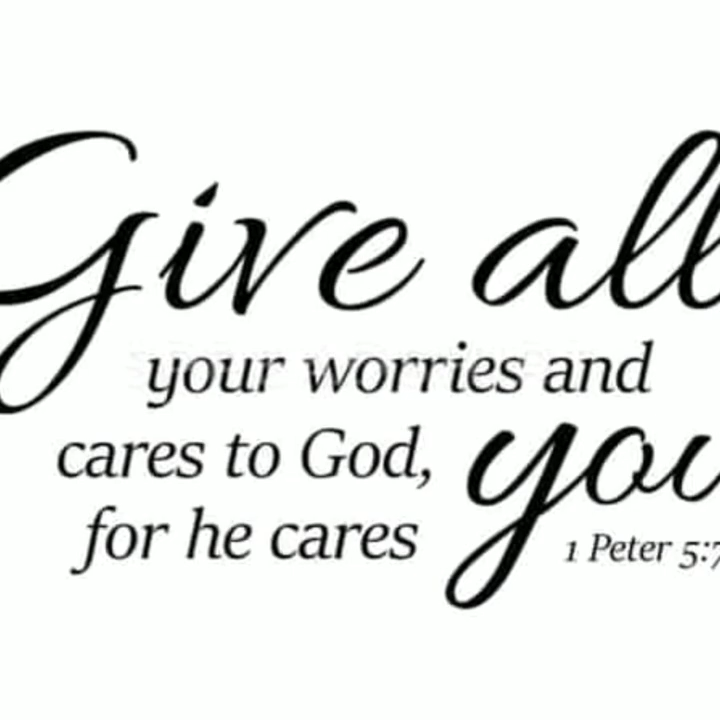 Give all
your worries and
cares to God,
for he cares you
1 Peter 5:7